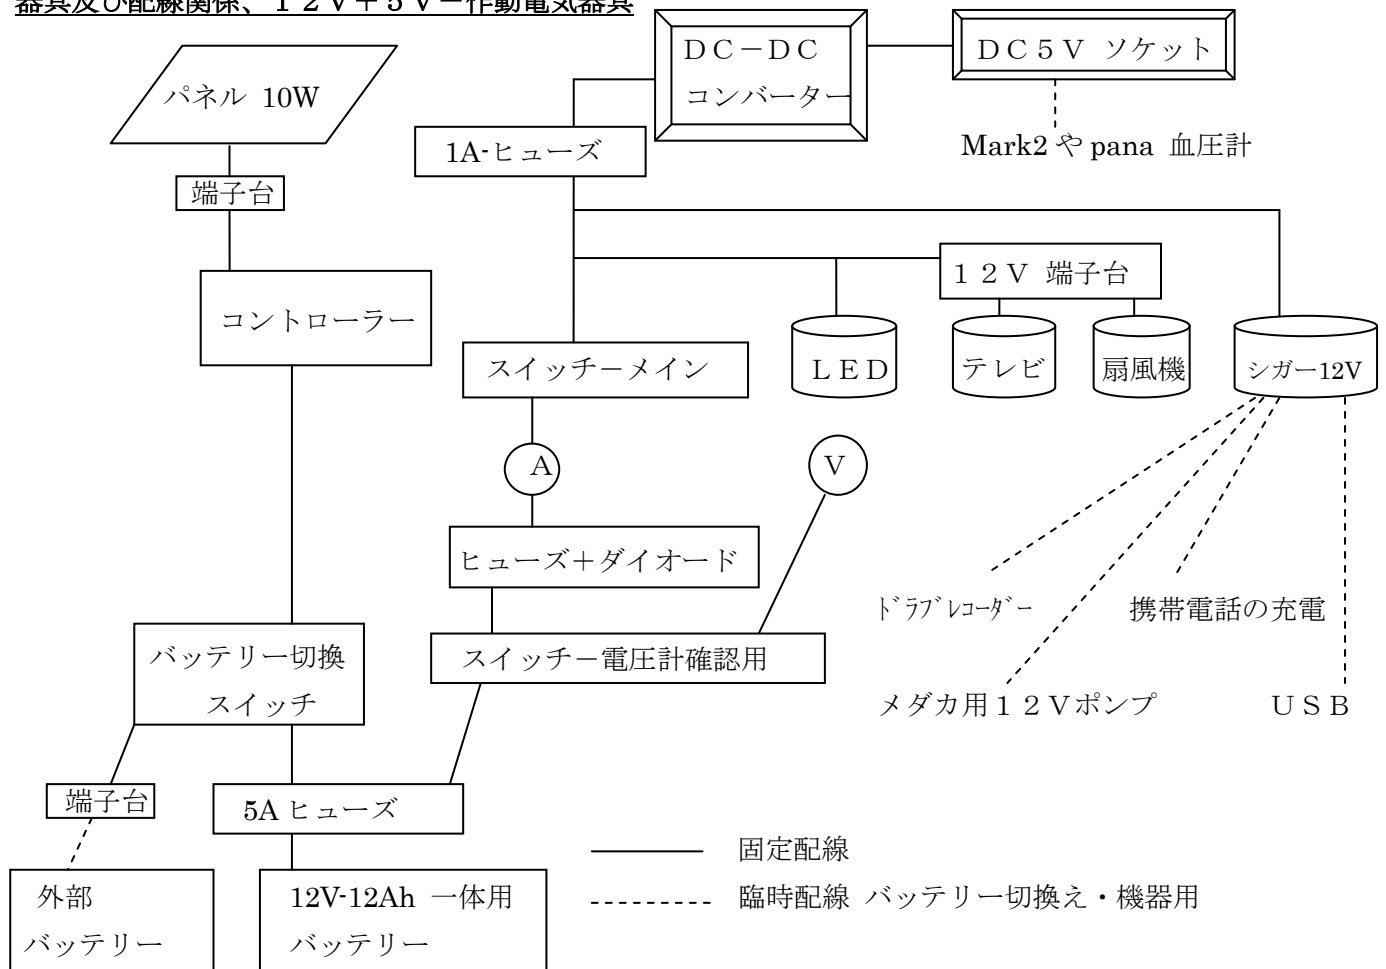 器具及び配線関係、１２Ｖ＋５Ｖ－作動電気器具
ＤＣ－ＤＣ
コンバーター
ＤＣ５Ｖ ソケット
パネル 10W
1A-ヒューズ
Mark2 や pana 血圧計
端子台
１２Ｖ 端子台
コントローラー
スイッチ－メイン
ＬＥＤ
テレビ
扇風機
シガー12V
A
V
ヒューズ＋ダイオード
ﾄﾞﾗﾌﾞﾚｺｰﾀﾞｰ
携帯電話の充電
バッテリー切換
スイッチ
スイッチ－電圧計確認用
メダカ用１２Ｖポンプ
ＵＳＢ
端子台
5A ヒューズ
固定配線
外部
バッテリー
12V-12Ah 一体用
バッテリー
臨時配線 バッテリー切換え・機器用